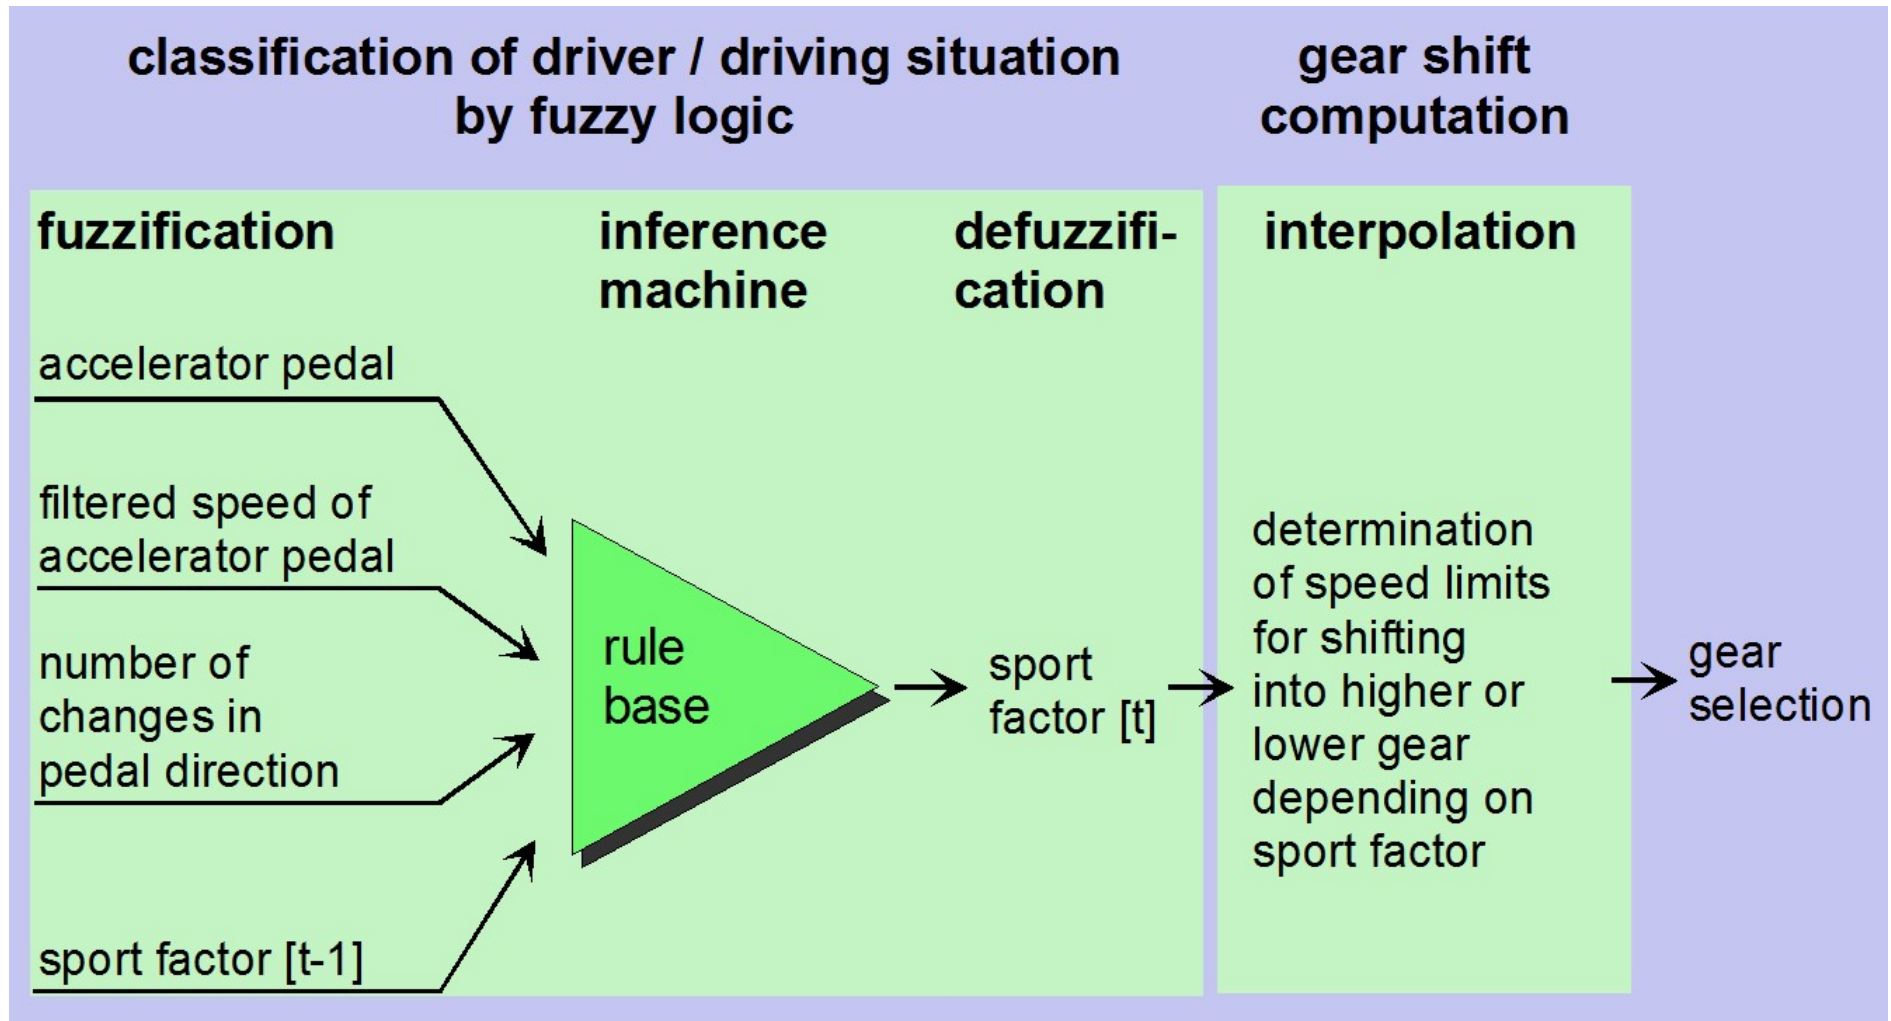 classification of driver / driving situation
by fuzzy logic
gear shift
computation
fuzzification
inference
machine
defuzzifi-
cation
interpolation
accelerator pedal
filtered speed of
accelerator pedal
number of
changes in
pedal direction
sport factor [t-1]
rule
base
sport
factor [t]
determination
of speed limits
for shifting
into higher or
lower gear
depending on
sport factor
gear
selection